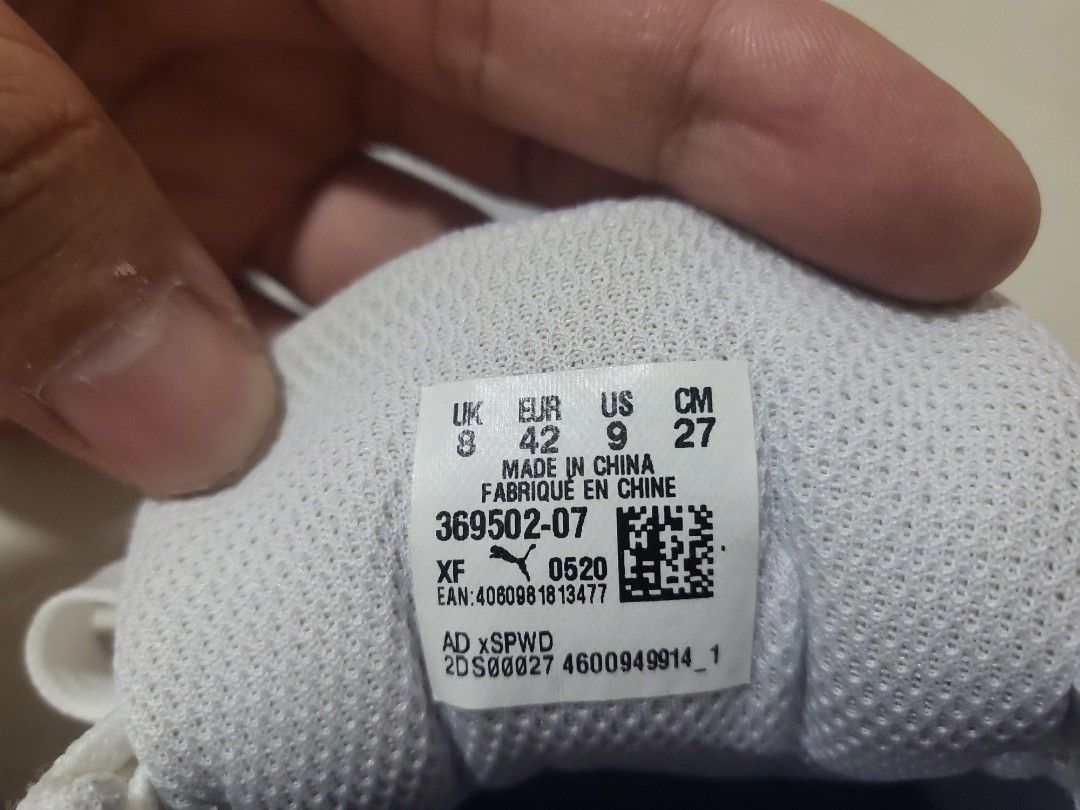 UK EUR US CM
8 42 9 27
MADE IN CHINA
FABRIQUÉ EN CHINE
369502-07
XF 0520
EAN:4060981813477
AD xSPWD
2DS00027 4600949914_1